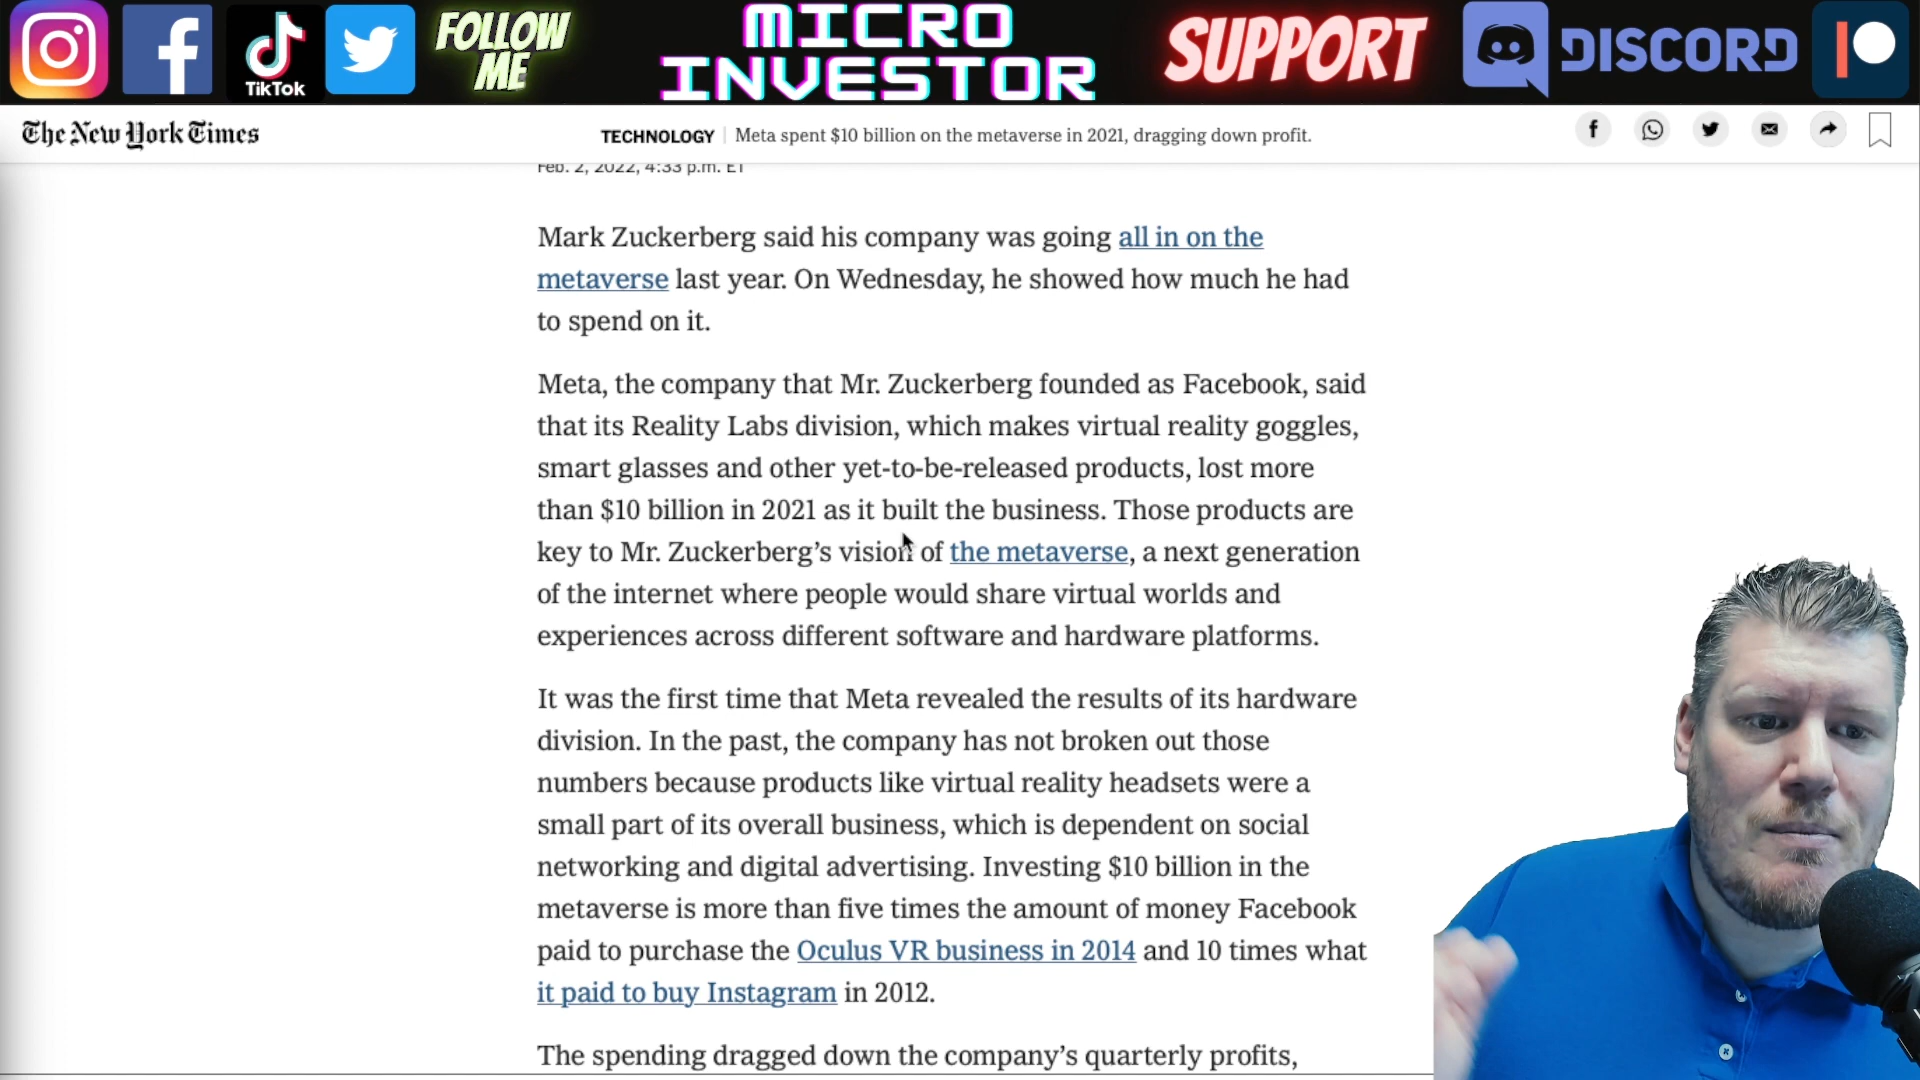 TikTok
FOLLOW
ME
MICRO
INVESTOR
SUPPORT
DISCORD
The New York Times
TECHNOLOGY | Meta spent $10 billion on the metaverse in 2021, dragging down profit.
Feb. 2, 2022, 4:33 p.m. ET
Mark Zuckerberg said his company was going all in on the
metaverse last year. On Wednesday, he showed how much he had
to spend on it.
Meta, the company that Mr. Zuckerberg founded as Facebook, said
that its Reality Labs division, which makes virtual reality goggles,
smart glasses and other yet-to-be-released products, lost more
than $10 billion in 2021 as it built the business. Those products are
key to Mr. Zuckerberg’s vision of the metaverse, a next generation
of the internet where people would share virtual worlds and
experiences across different software and hardware platforms.
It was the first time that Meta revealed the results of its hardware
division. In the past, the company has not broken out those
numbers because products like virtual reality headsets were a
small part of its overall business, which is dependent on social
networking and digital advertising. Investing $10 billion in the
metaverse is more than five times the amount of money Facebook
paid to purchase the Oculus VR business in 2014 and 10 times what
it paid to buy Instagram in 2012.
The spending dragged down the company’s quarterly profits,